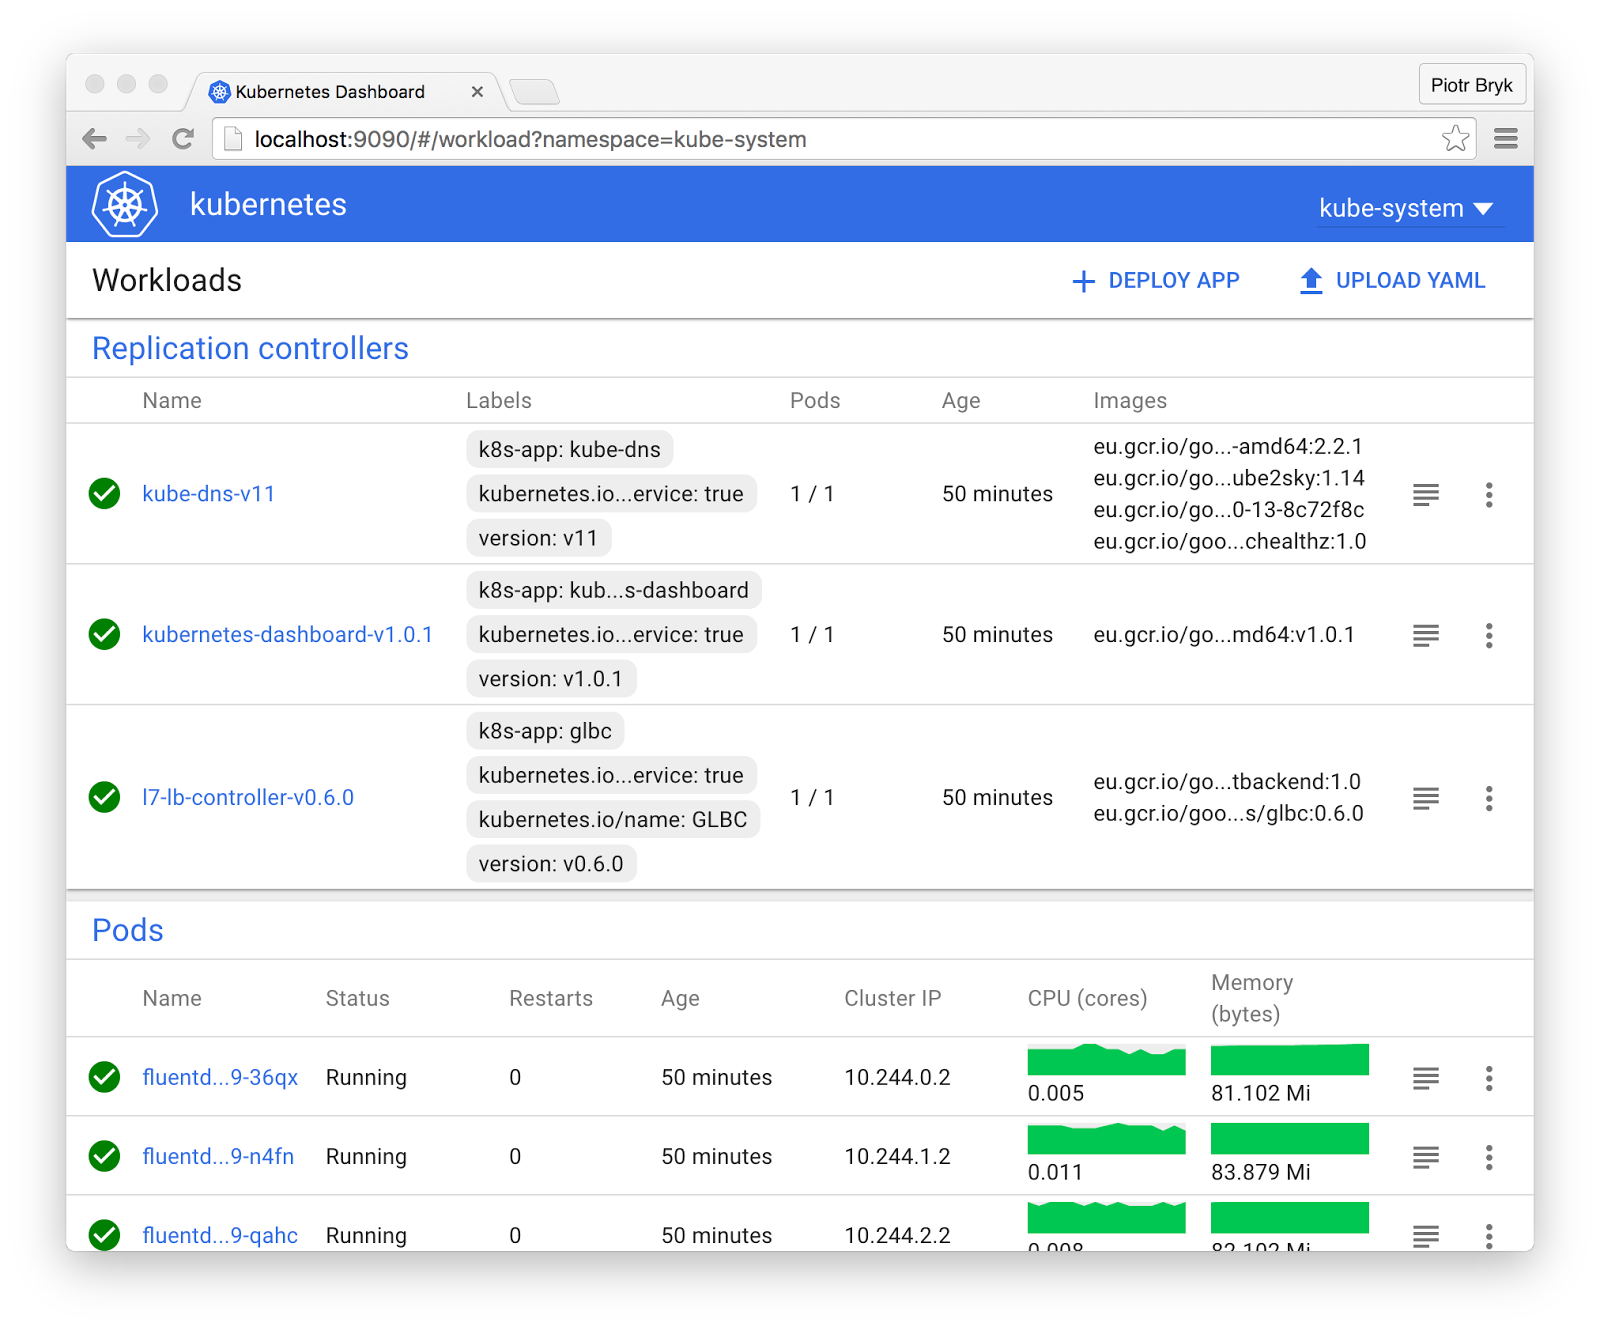 Kubernetes Dashboard
Piotr Bryk
localhost:9090/#/workload?namespace=kube-system
kubernetes
kube-system
Workloads
DEPLOY APP
UPLOAD YAML
Replication controllers
Name Labels Pods Age Images
k8s-app: kube-dns
kubernetes.io...ervice: true
version: v11
kube-dns-v11
1 / 1
50 minutes
eu.gcr.io/go...-amd64:2.2.1
eu.gcr.io/go...ube2sky:1.14
eu.gcr.io/go...0-13-8c72f8c
eu.gcr.io/goo...chealthz:1.0
k8s-app: kub...s-dashboard
kubernetes.io...ervice: true
version: v1.0.1
kubernetes-dashboard-v1.0.1
1 / 1
50 minutes
eu.gcr.io/go...md64:v1.0.1
k8s-app: glbc
kubernetes.io...ervice: true
kubernetes.io/name: GLBC
version: v0.6.0
l7-lb-controller-v0.6.0
1 / 1
50 minutes
eu.gcr.io/go...tbackend:1.0
eu.gcr.io/goo...s/glbc:0.6.0
Pods
Name Status Restarts Age Cluster IP CPU (cores) Memory
(bytes)
fluentd...9-36qx Running 0 50 minutes 10.244.0.2
0.005 81.102 Mi
fluentd...9-n4fn Running 0 50 minutes 10.244.1.2
0.011 83.879 Mi
fluentd...9-qahc Running 0 50 minutes 10.244.2.2
0.008 82.102 Mi